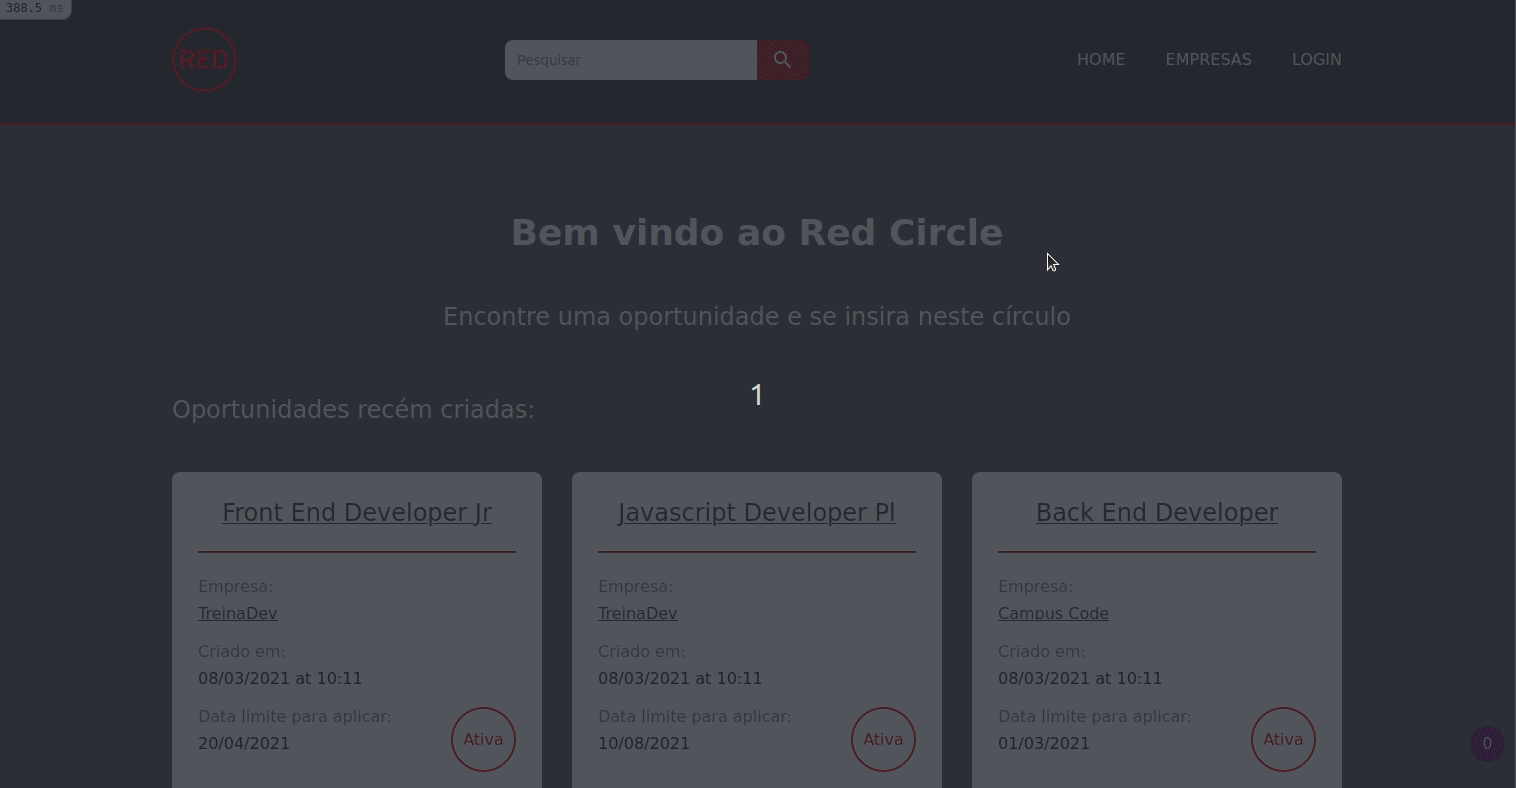 388.5 ms
RED
Pesquisar
HOME EMPRESAS LOGIN
Bem vindo ao Red Circle
Encontre uma oportunidade e se insira neste círculo
1
Oportunidades recém criadas:
Front End Developer Jr
Empresa:
TreinaDev
Criado em:
08/03/2021 at 10:11
Data limite para aplicar:
20/04/2021
Ativa
Javascript Developer Pl
Empresa:
TreinaDev
Criado em:
08/03/2021 at 10:11
Data limite para aplicar:
10/08/2021
Ativa
Back End Developer
Empresa:
Campus Code
Criado em:
08/03/2021 at 10:11
Data limite para aplicar:
01/03/2021
Ativa
0